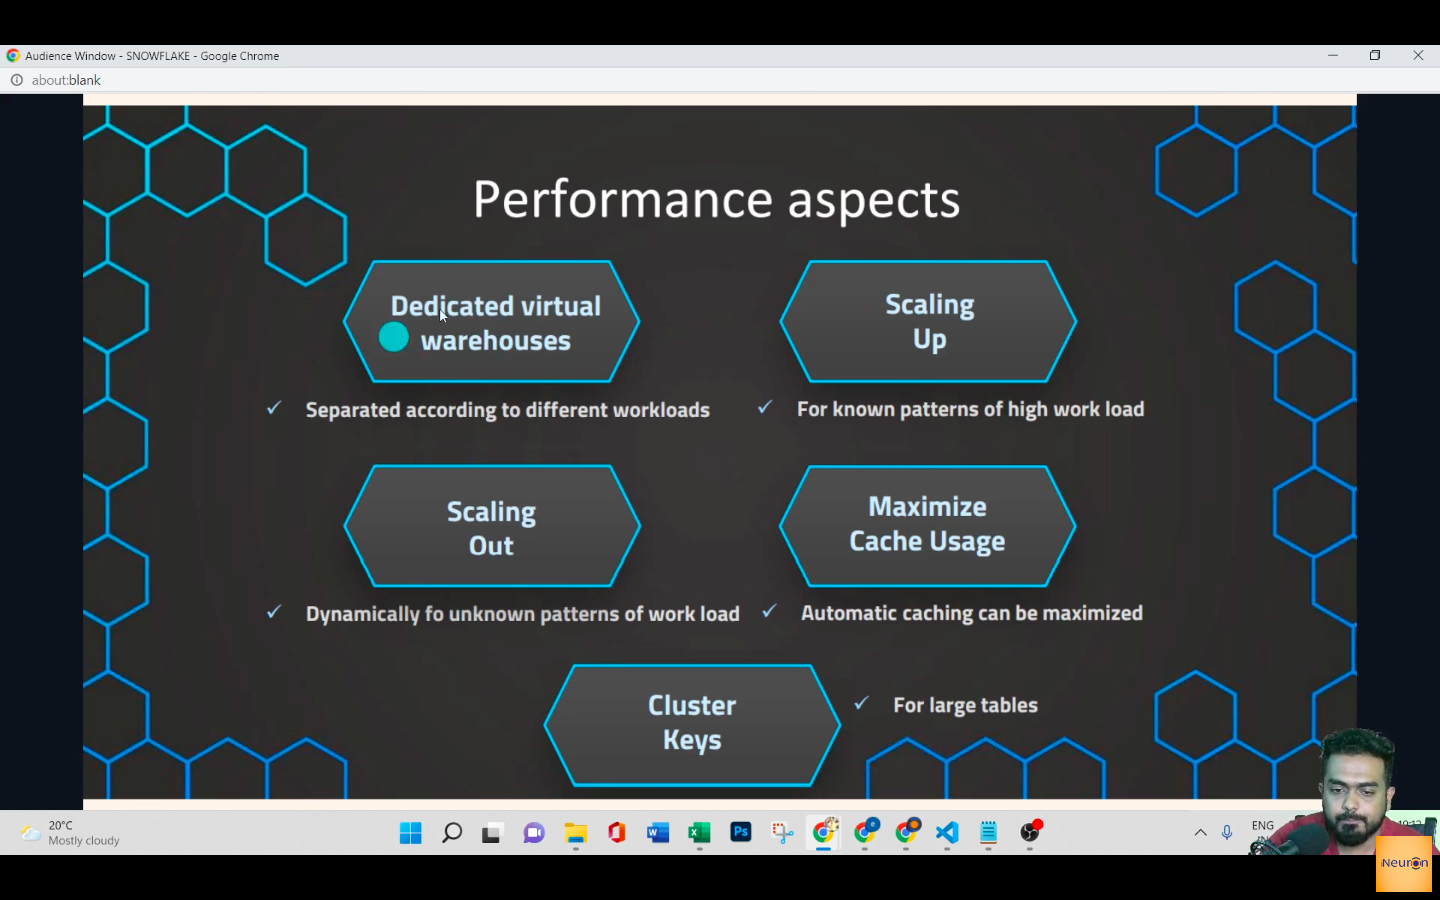 Audience Window - SNOWFLAKE - Google Chrome
about:blank
Performance aspects
Dedicated virtual
warehouses
Scaling
Up
Separated according to different workloads
For known patterns of high work load
Scaling
Out
Maximize
Cache Usage
Dynamically fo unknown patterns of work load
Automatic caching can be maximized
Cluster
Keys
For large tables
20°C
Mostly cloudy
ENG
Neuron